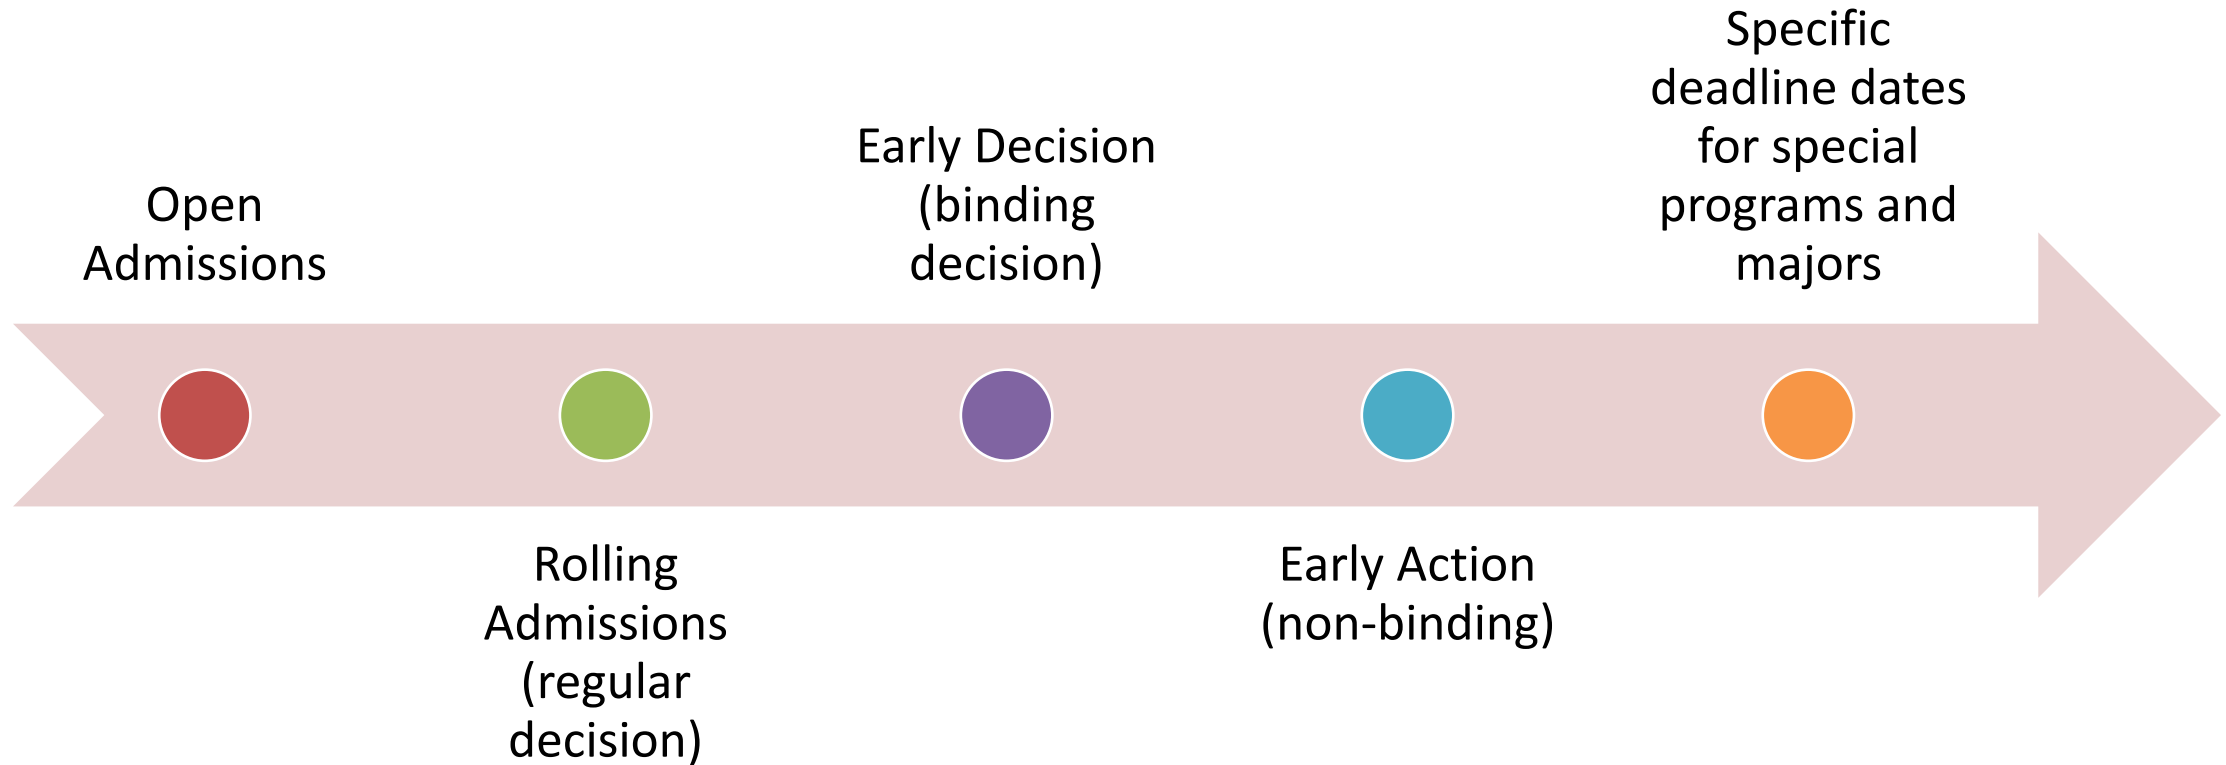 Open
Admissions
Rolling
Admissions
(regular
decision)
Early Decision
(binding
decision)
Early Action
(non-binding)
Specific
deadline dates
for special
programs and
majors